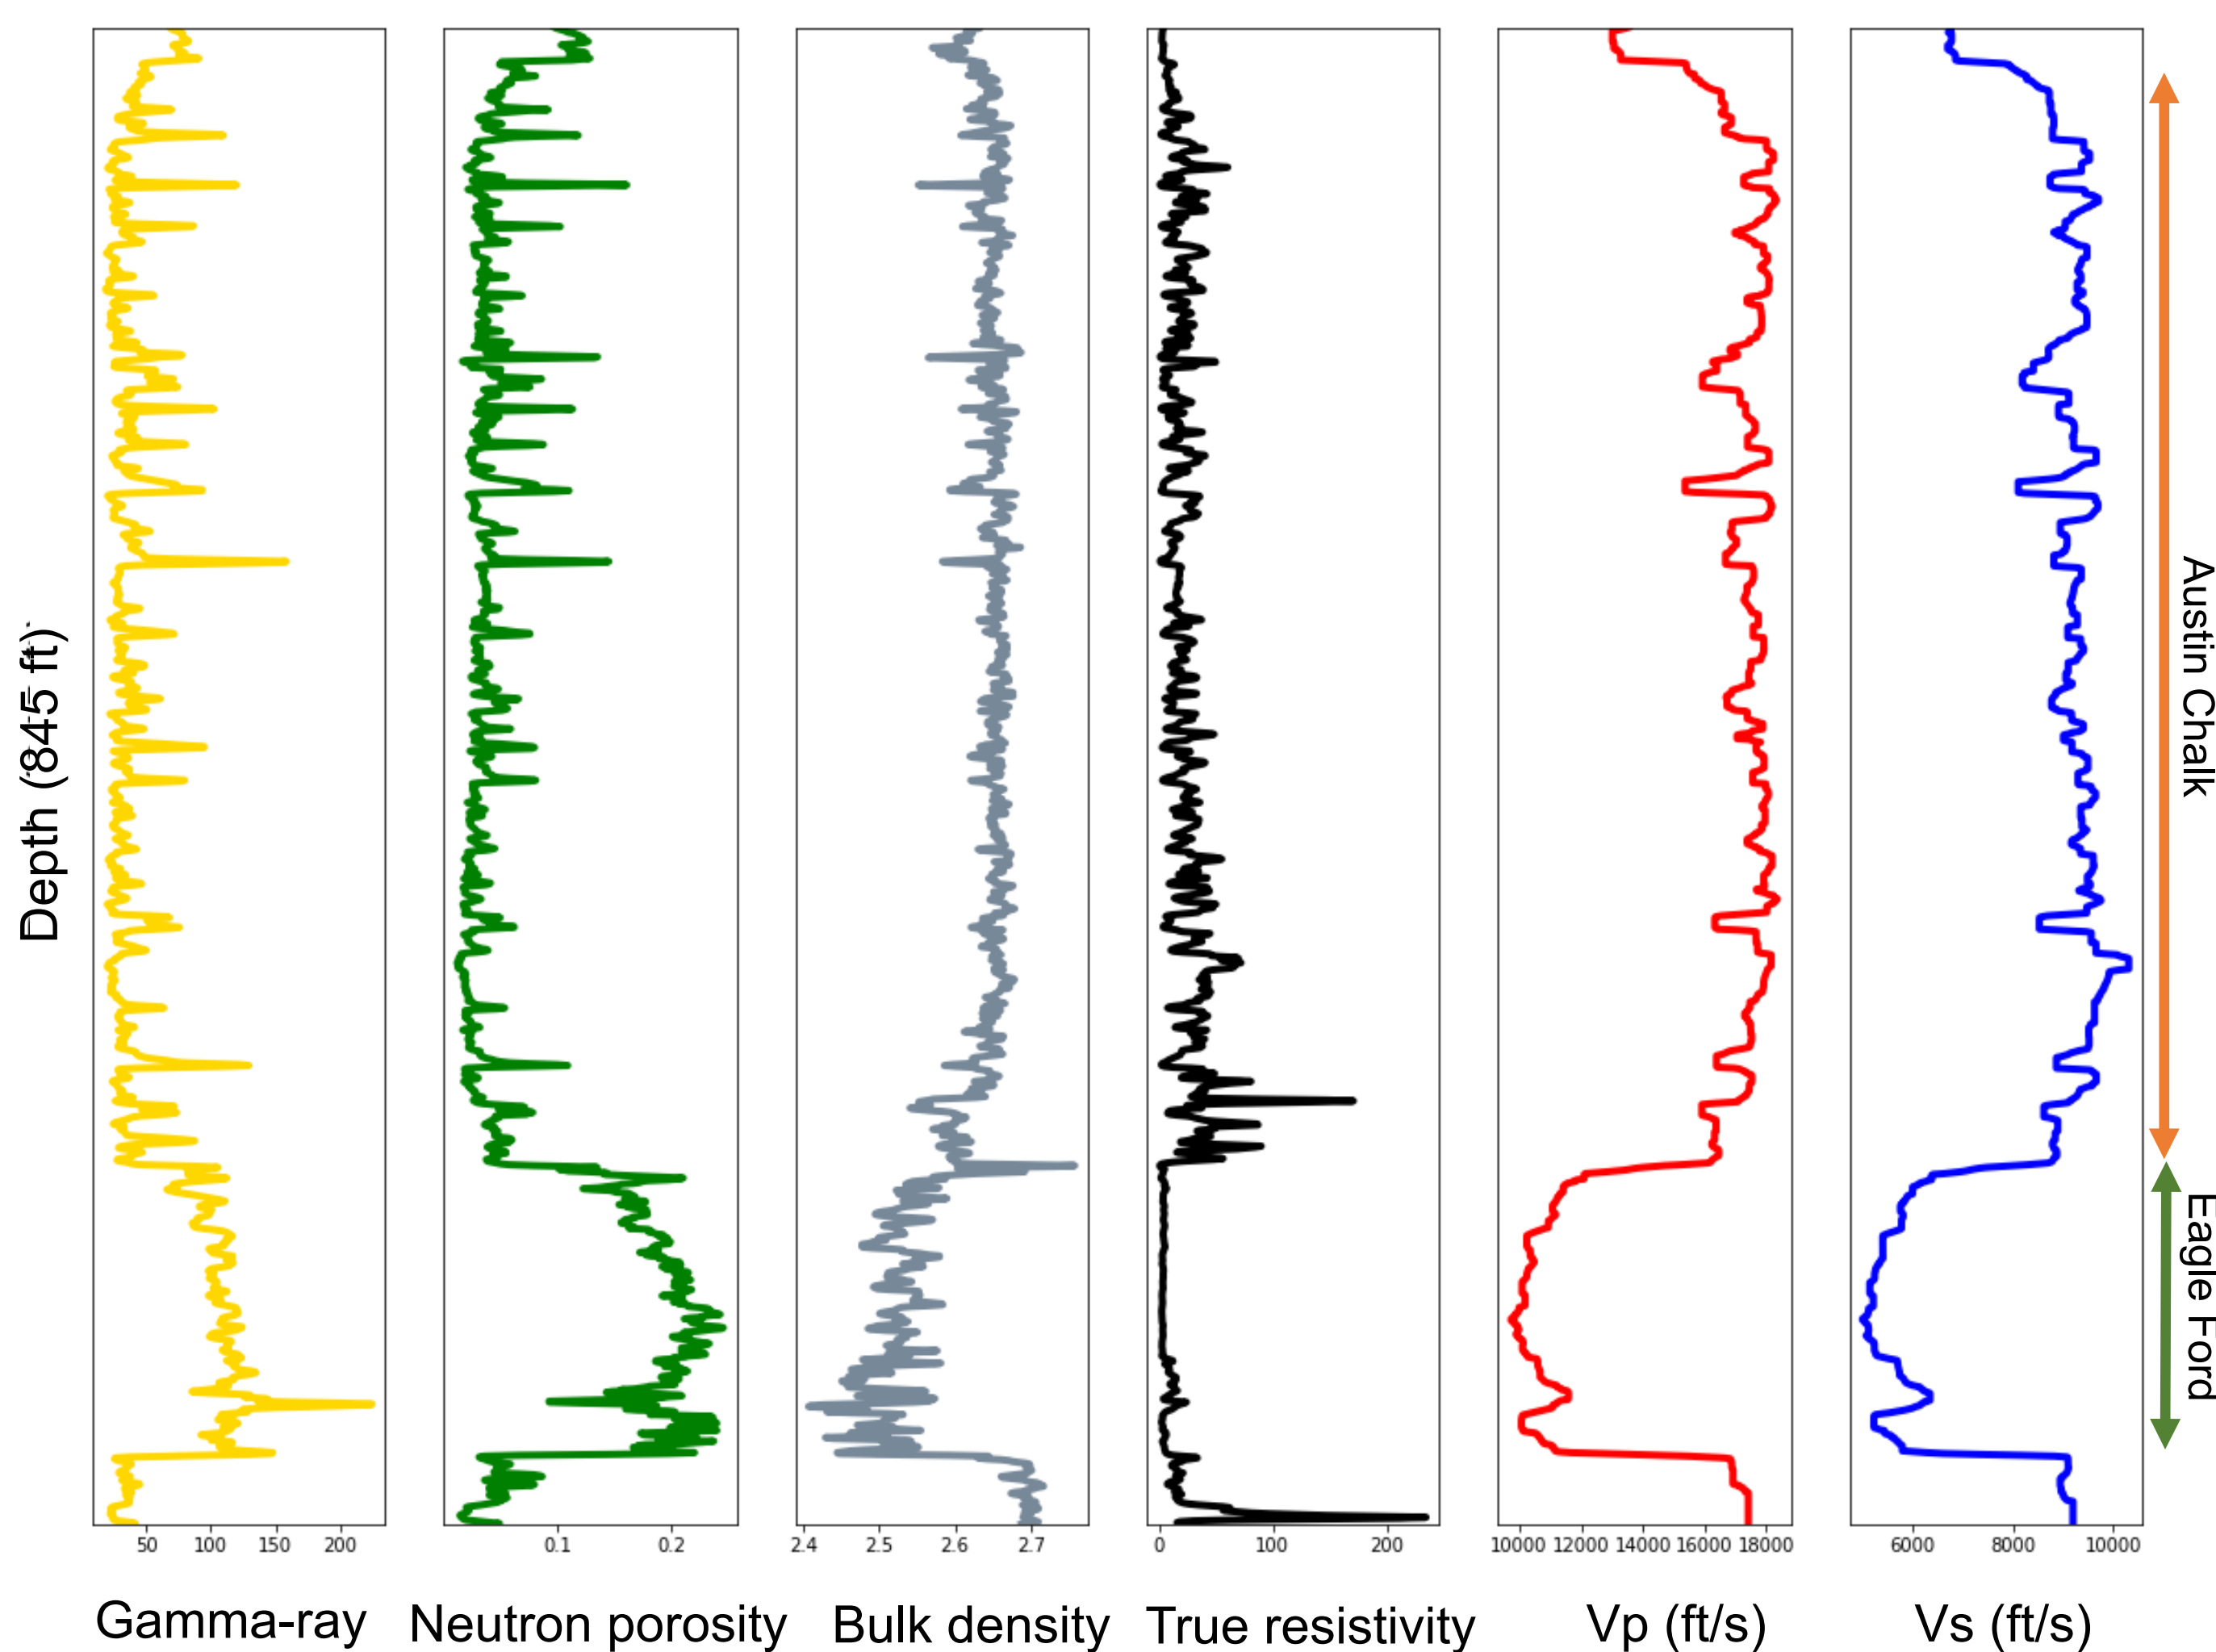 Depth (845 ft)
Austin Chalk
Eagle Ford
50 100 150 200
0.1 0.2
2.4 2.5 2.6 2.7
0 100 200
10000 12000 14000 16000 18000
6000 8000 10000
Gamma-ray
Neutron porosity
Bulk density
True resistivity
Vp (ft/s)
Vs (ft/s)